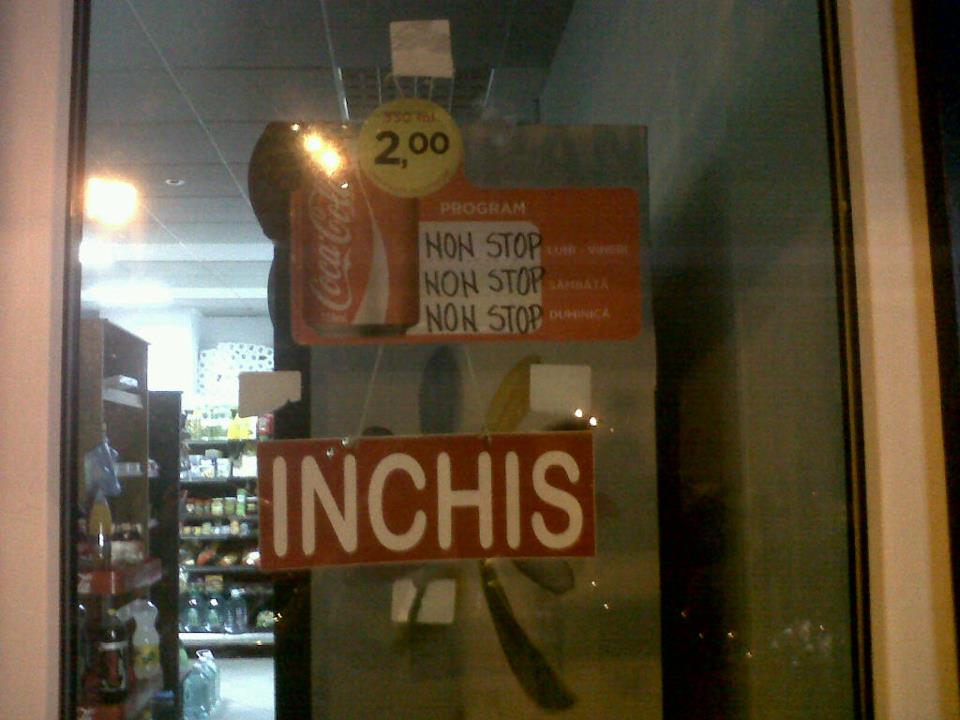 330 ml
2,00
Coca-Cola
PROGRAM
NON STOP LUNI - VINERI
NON STOP SÂMBĂTĂ
NON STOP DUMINICĂ
INCHIS